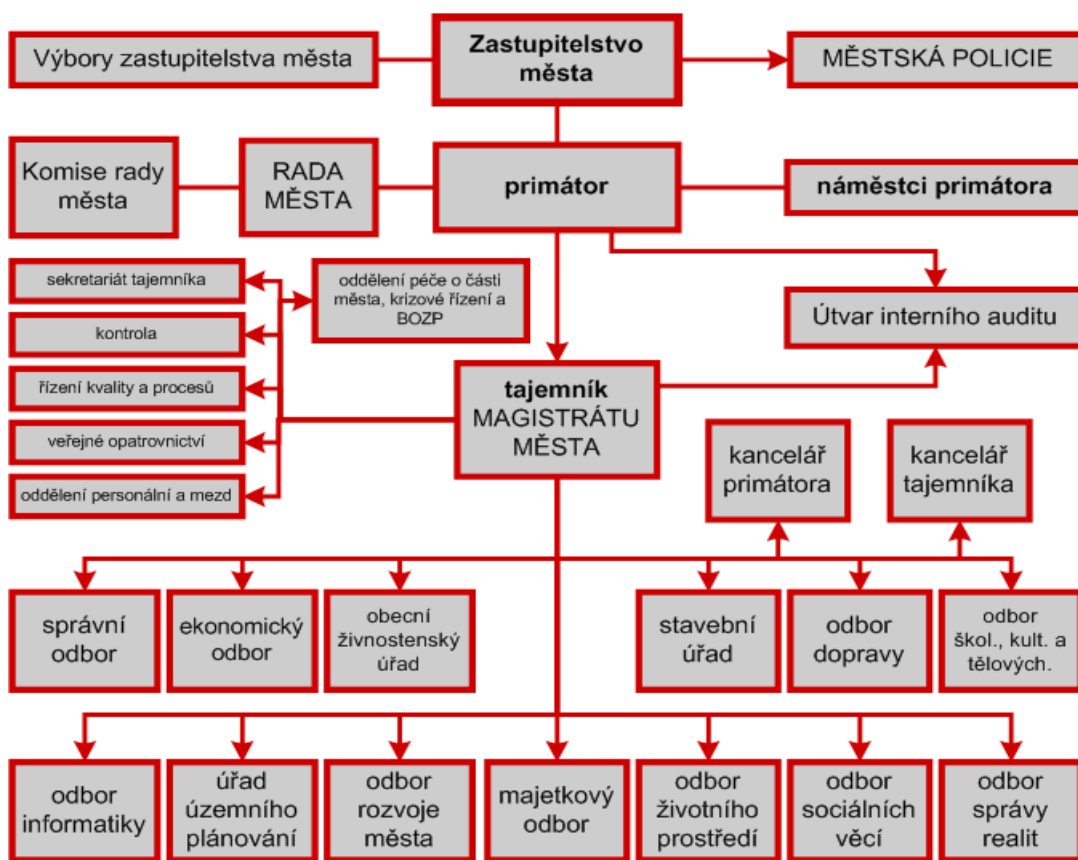 Výbory zastupitelstva města
Zastupitelstvo
města
MĚSTSKÁ POLICIE
Komise rady
města
RADA
MĚSTA
primátor
náměstci primátora
sekretariát tajemníka
kontrola
řízení kvality a procesů
veřejné opatrovnictví
oddělení personální a mezd
oddělení péče o části
města, krizové řízení a
BOZP
Útvar interního auditu
tajemník
MAGISTRÁTU
MĚSTA
kancelář
primátora
kancelář
tajemníka
správní
odbor
ekonomický
odbor
obecní
živnostenský
úřad
stavební
úřad
odbor
dopravy
odbor
škol., kult. a
tělových.
odbor
informatiky
úřad
územního
plánování
odbor
rozvoje
města
majetkový
odbor
odbor
životního
prostředí
odbor
sociálních
věcí
odbor
správy
realit